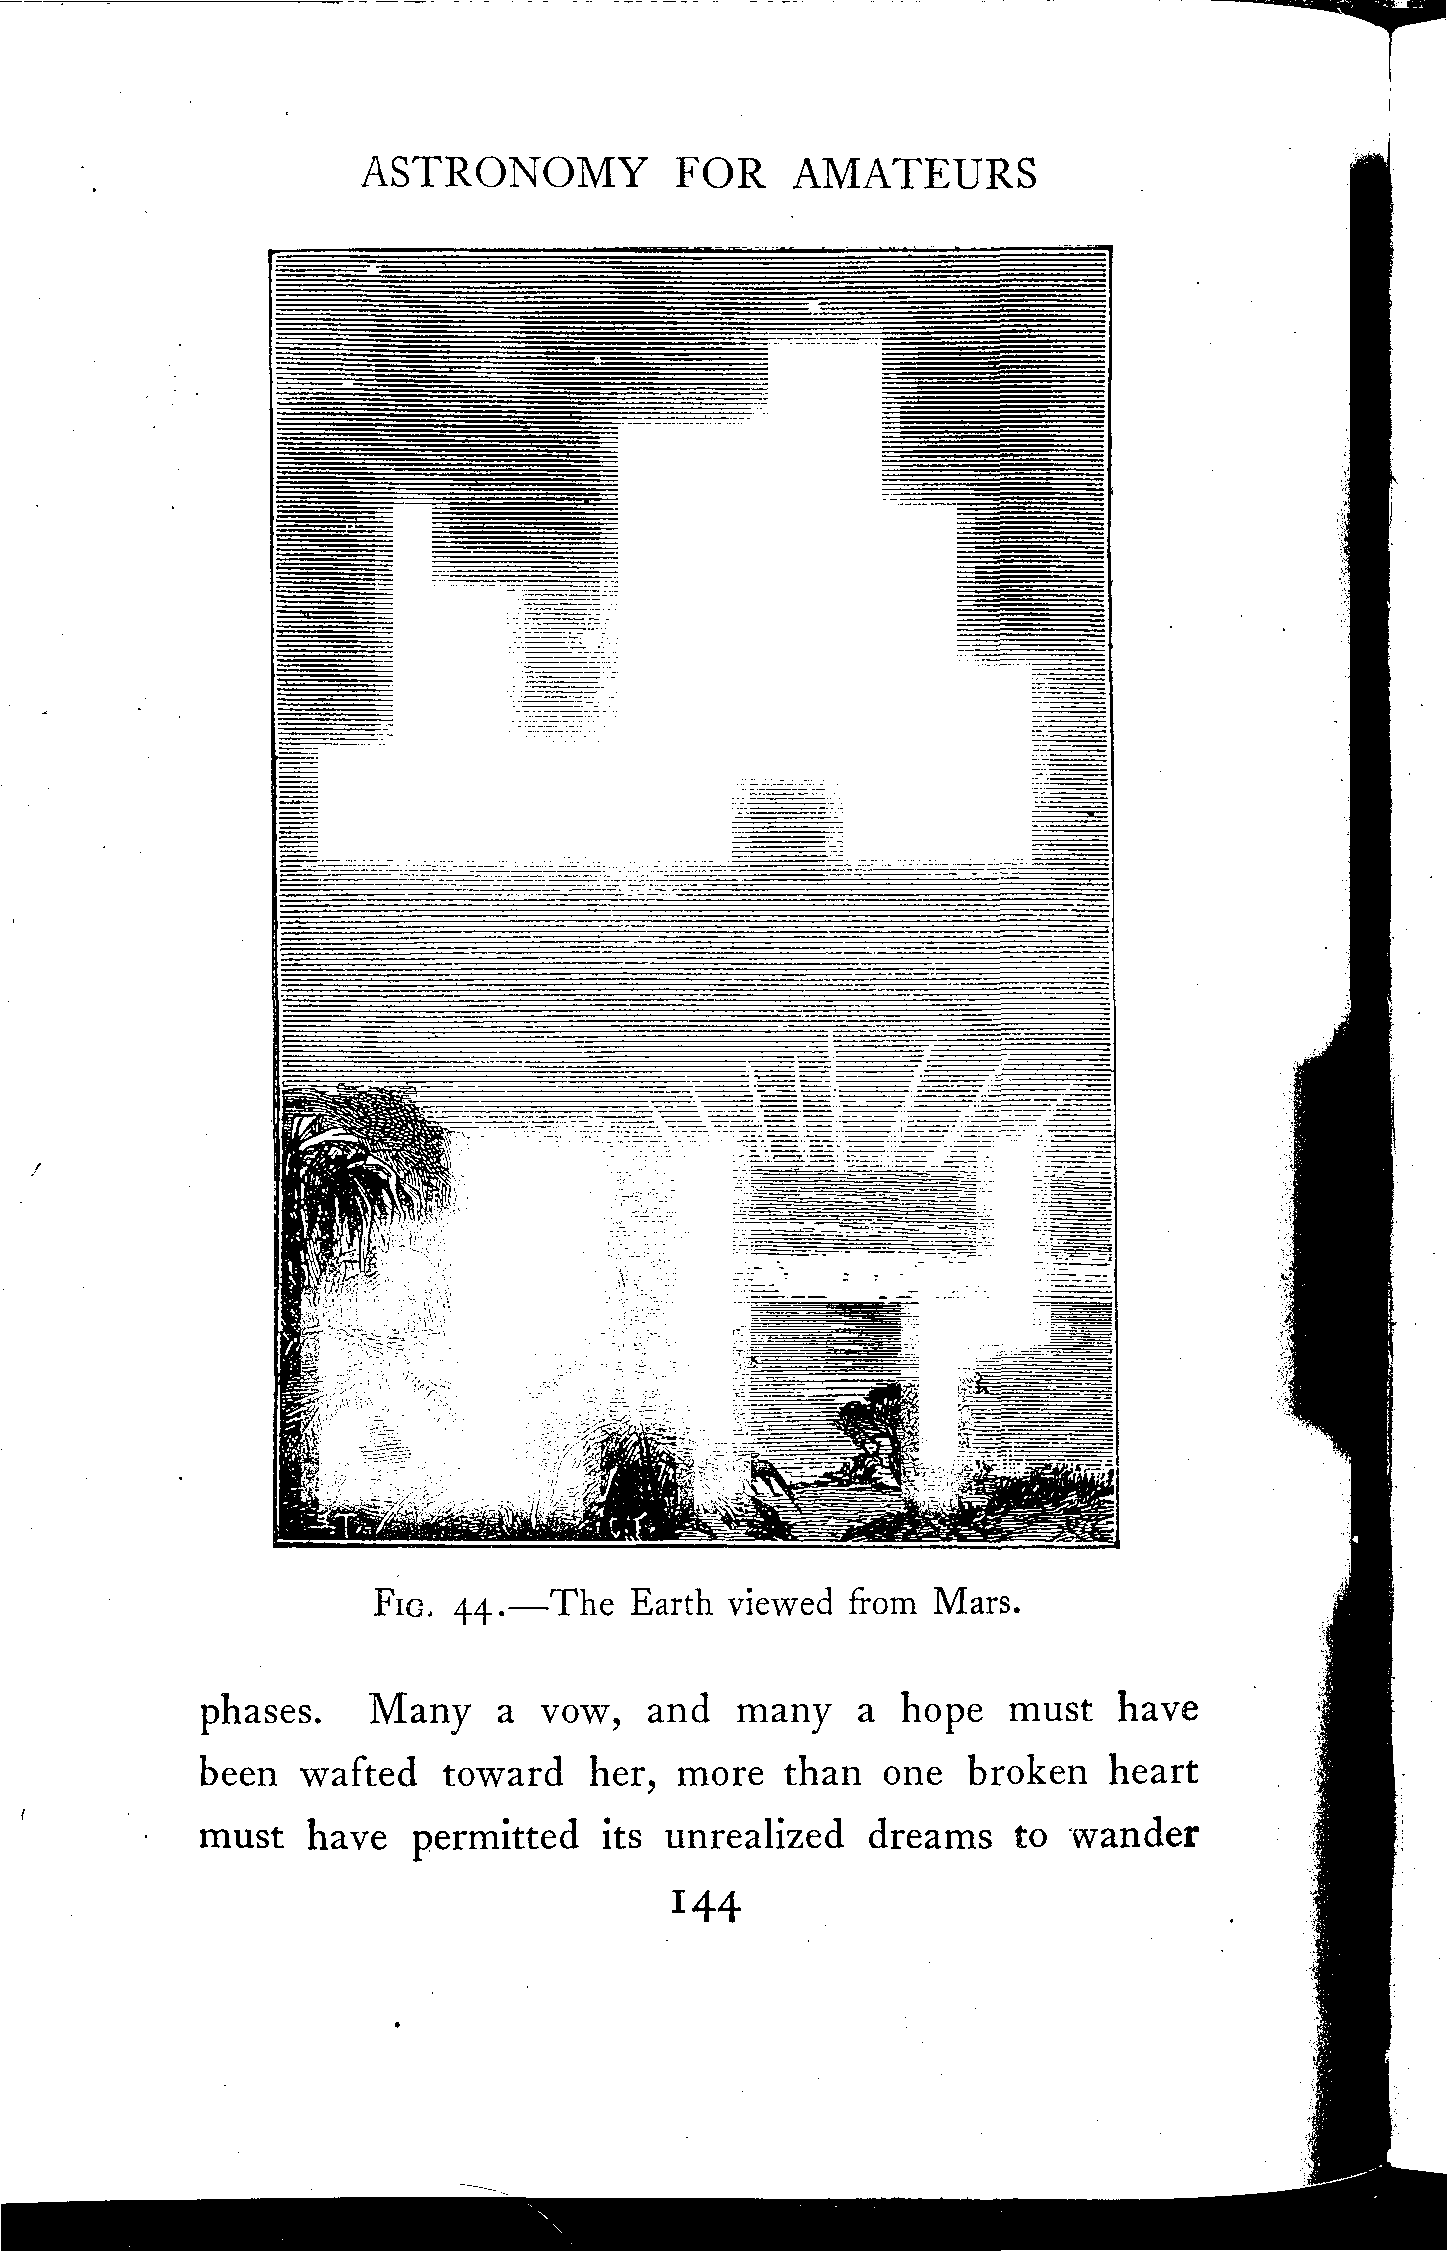 ASTRONOMY FOR AMATEURS
C. F.
FIG. 44.—The Earth viewed from Mars.
phases. Many a vow, and many a hope must have
been wafted toward her, more than one broken heart
must have permitted its unrealized dreams to wander
144